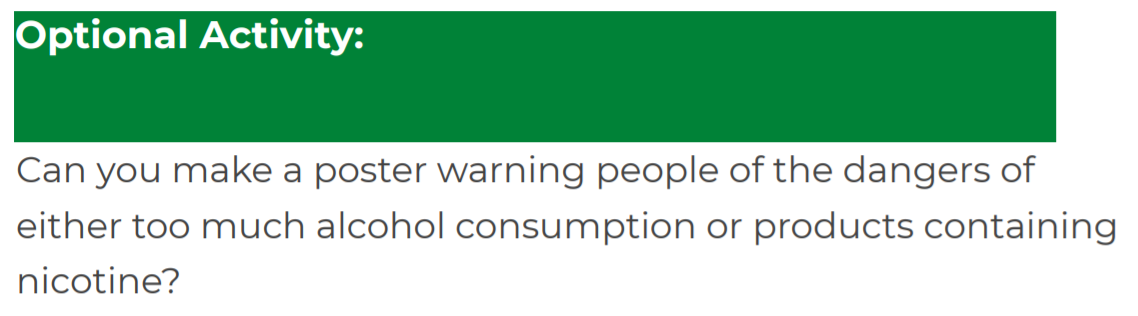 Optional Activity:
Can you make a poster warning people of the dangers of
either too much alcohol consumption or products containing
nicotine?